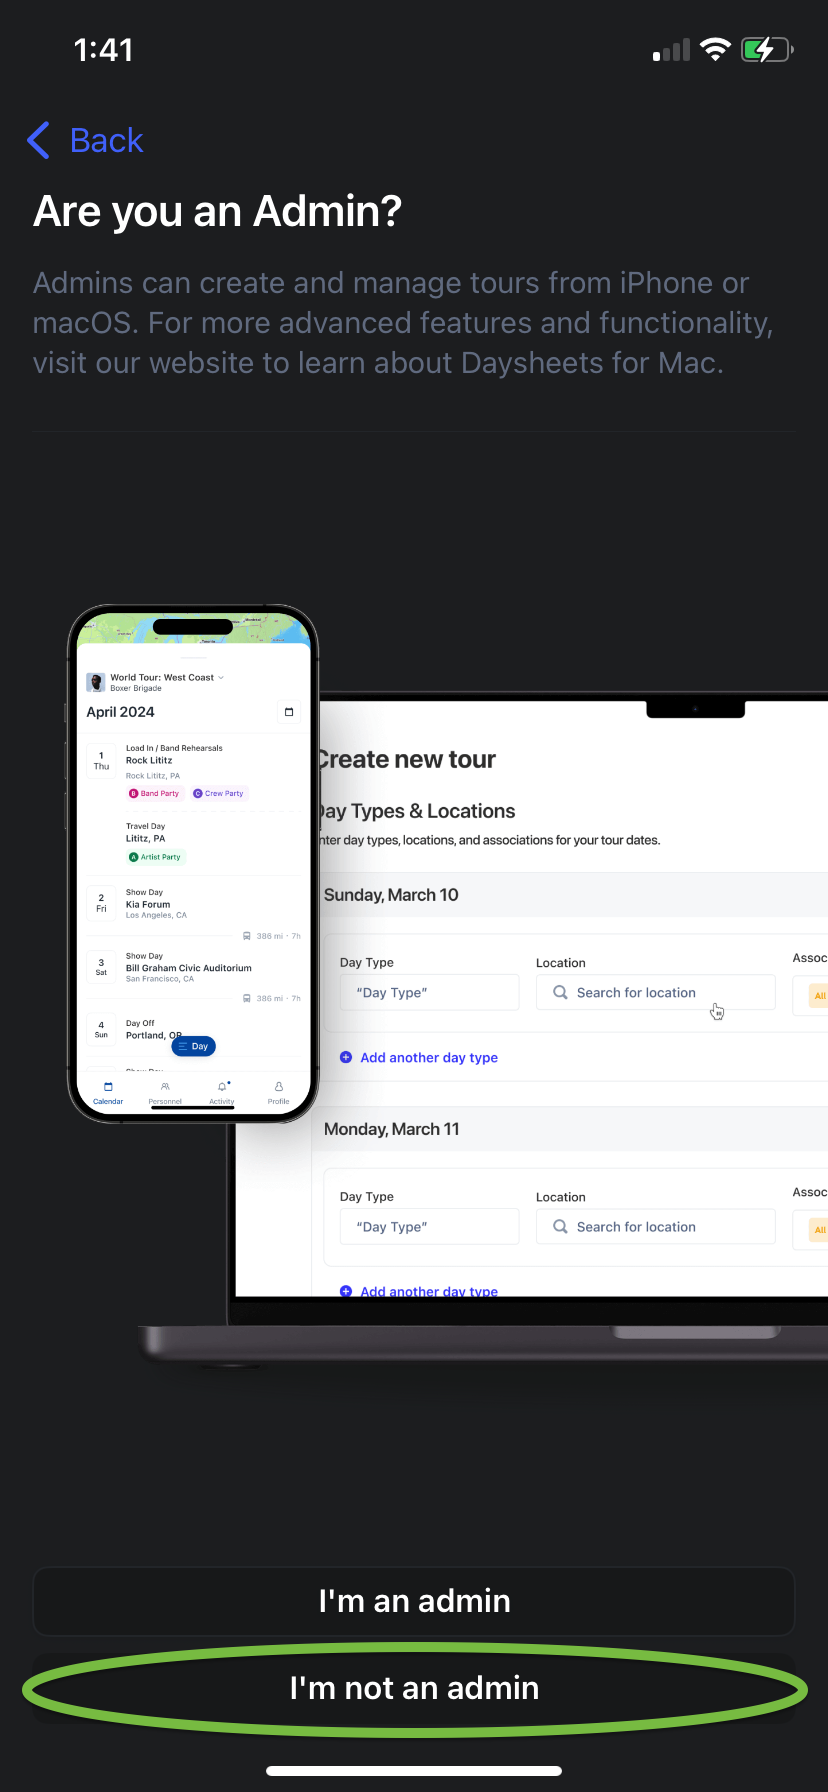 1:41
Back
Are you an Admin?
Admins can create and manage tours from iPhone or
macOS. For more advanced features and functionality,
visit our website to learn about Daysheets for Mac.
World Tour: West Coast
Boxer Brigade
April 2024
1
Thu
Load In / Band Rehearsals
Rock Lititz
Rock Lititz, PA
B Band Party
C Crew Party
Travel Day
Lititz, PA
A Artist Party
2
Fri
Show Day
Kia Forum
Los Angeles, CA
386 mi · 7h
3
Sat
Show Day
Bill Graham Civic Auditorium
San Francisco, CA
386 mi · 7h
4
Sun
Day Off
Portland, OR
Day
Show Day
Calendar
Personnel
Activity
Profile
Create new tour
Day Types & Locations
nter day types, locations, and associations for your tour dates.
Sunday, March 10
Day Type
Location
Assoc
“Day Type”
Search for location
All
Add another day type
Monday, March 11
Day Type
Location
Assoc
“Day Type”
Search for location
All
Add another day type
I'm an admin
I'm not an admin